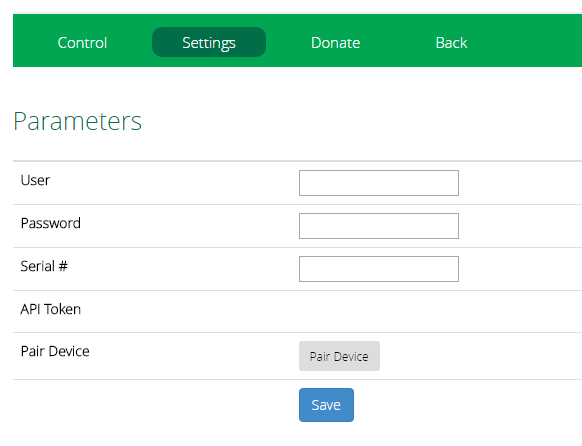 Control Settings Donate Back
Parameters
User
Password
Serial #
API Token
Pair Device Pair Device
Save